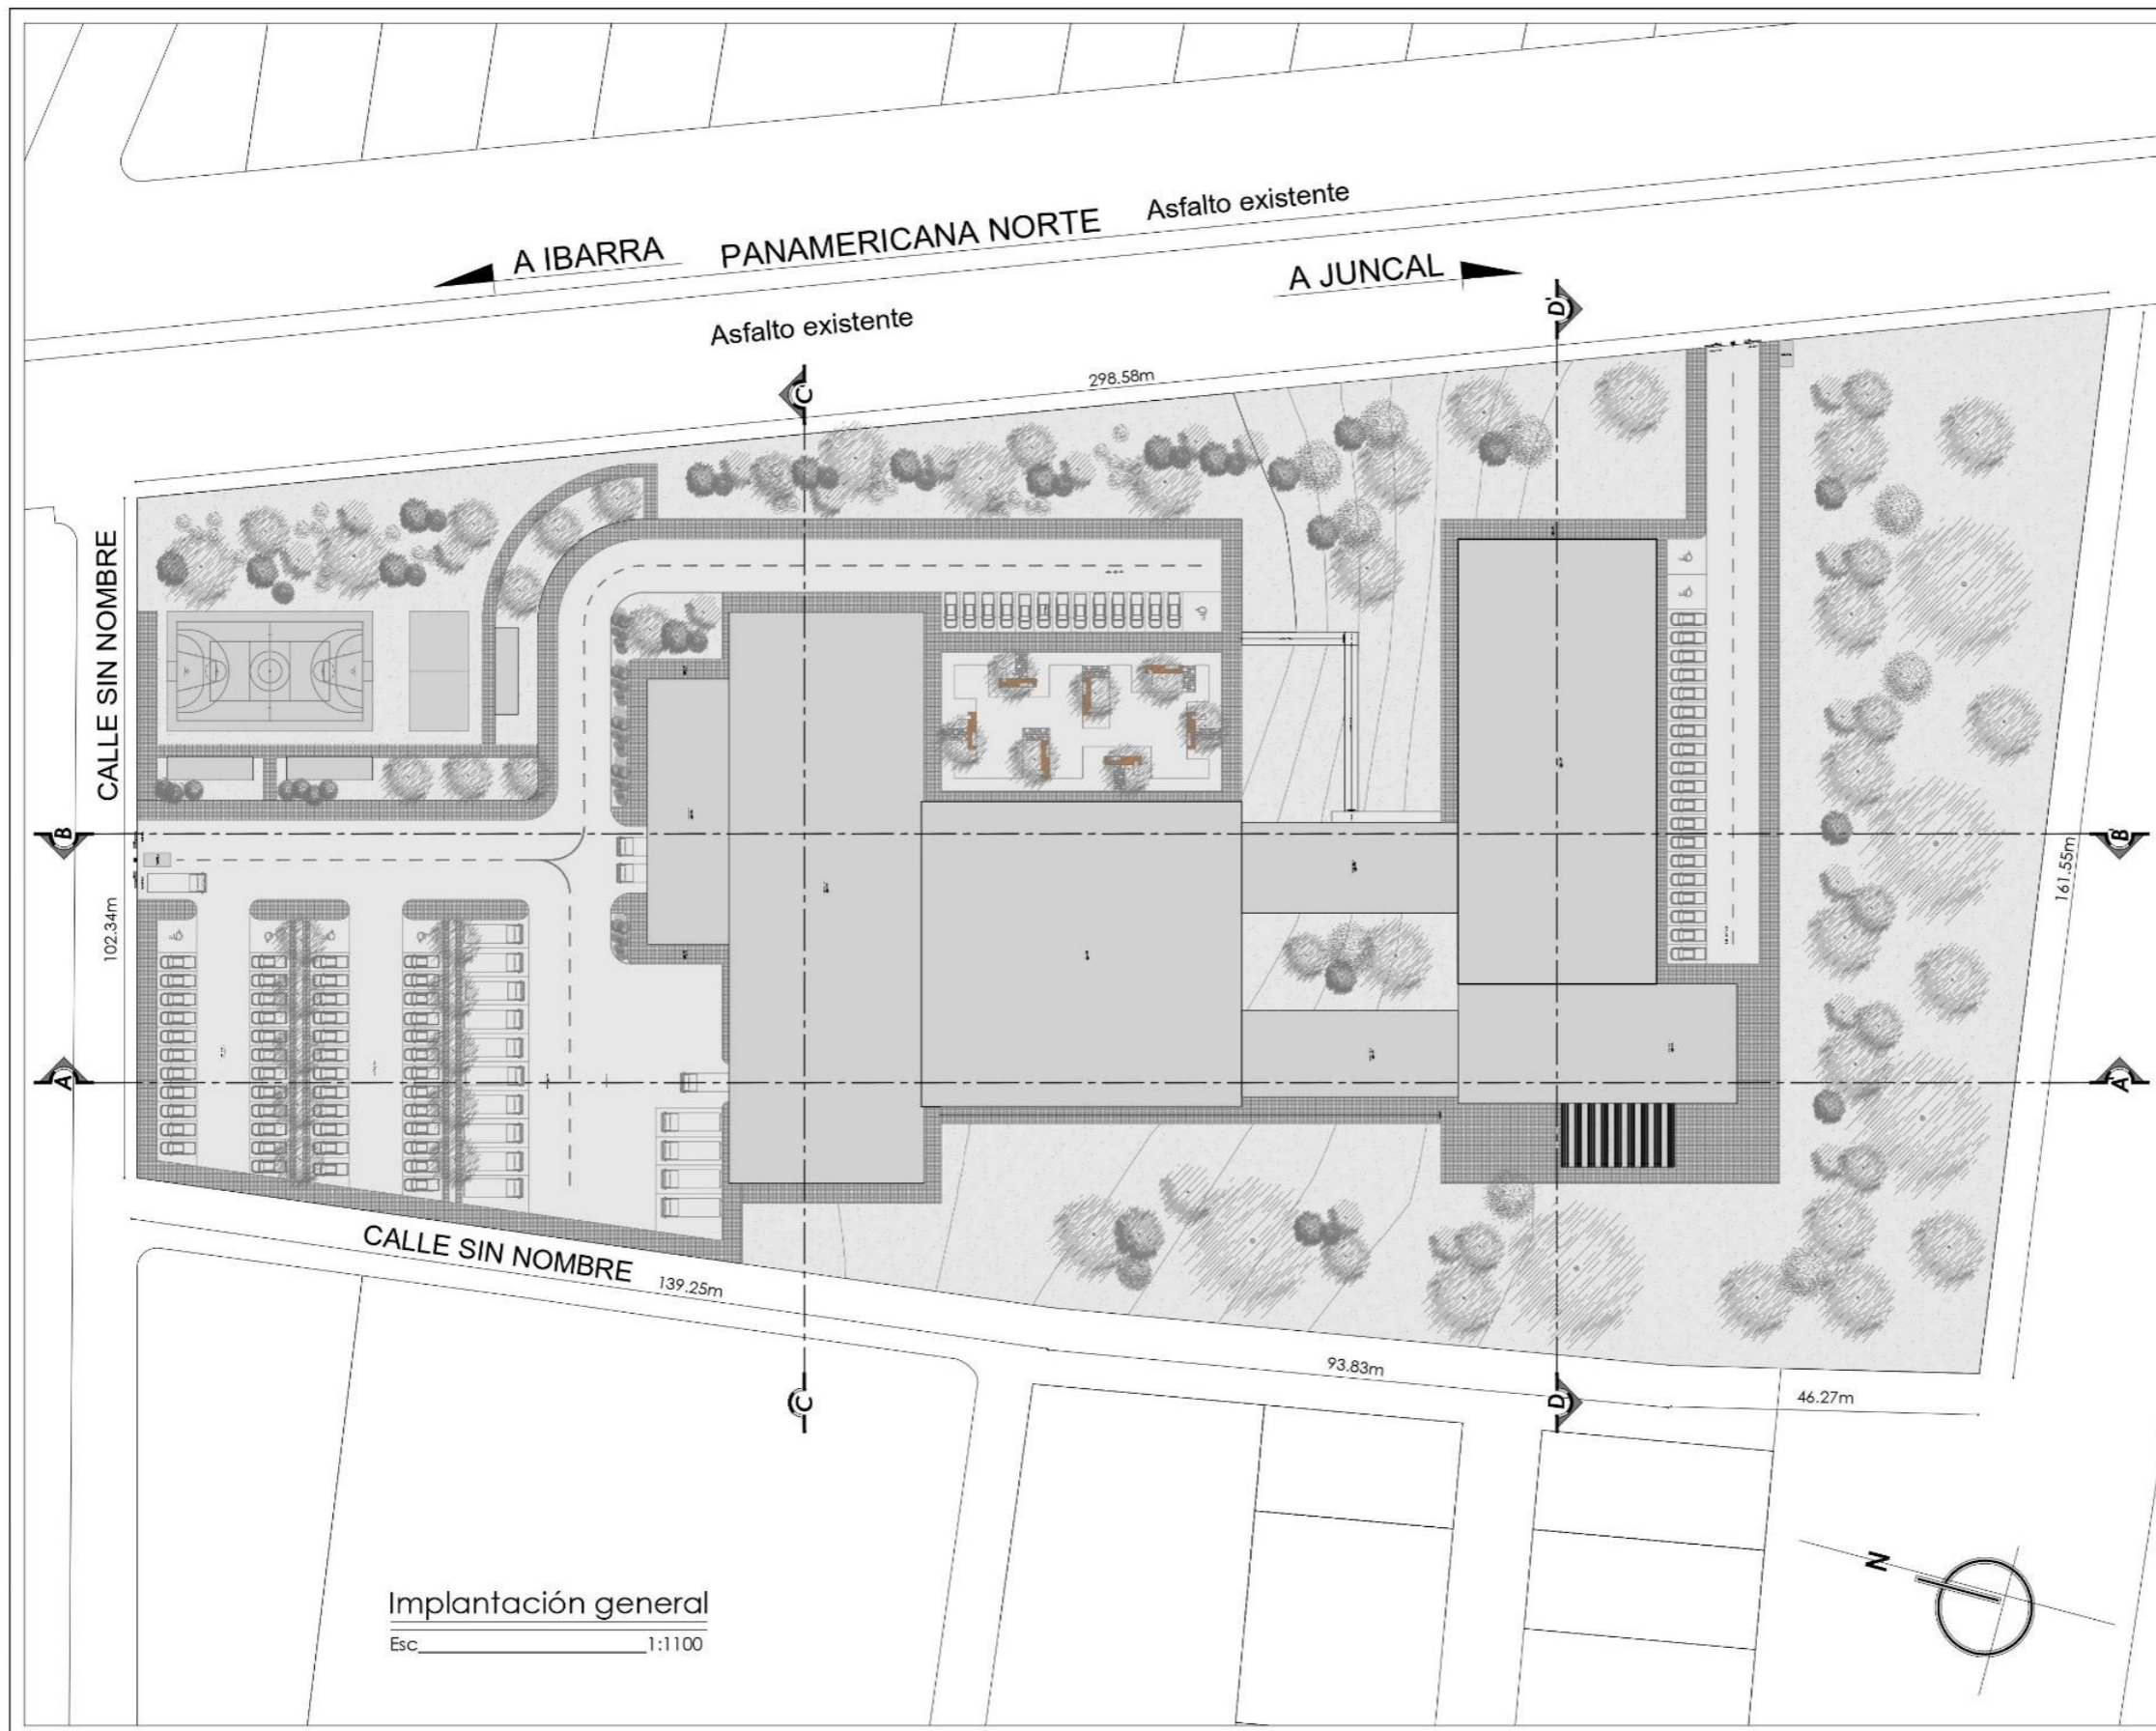 Asfalto existente
A IBARRA
PANAMERICANA NORTE
A JUNCAL
Asfalto existente
D'
C'
298.58m
CALLE SIN NOMBRE
B
B'
161.55m
102.34m
A
A'
CALLE SIN NOMBRE
139.25m
93.83m
C
D
46.27m
N
Implantación general
Esc 1:1100